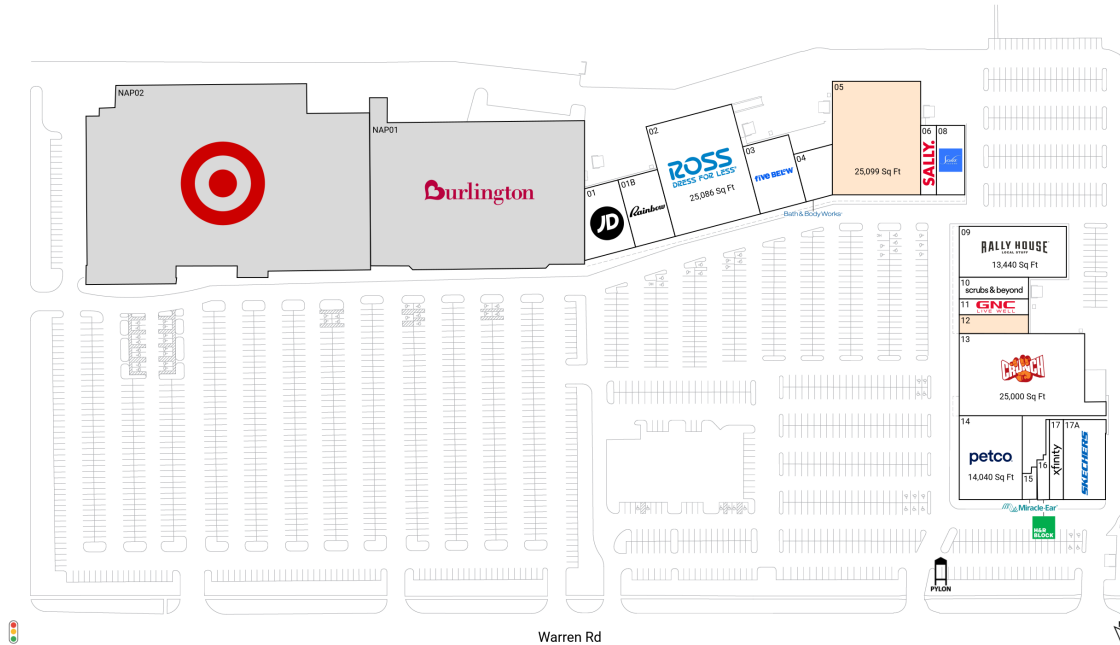 NAP02
NAP01
Burlington
01
JD
01B
Rainbow
02
ROSS
DRESS FOR LESS
25,086 Sq Ft
03
five BEL°W
04
Bath & Body Works
05
25,099 Sq Ft
06
SALLY.
08
09
RALLY HOUSE
LOCAL STUFF
13,440 Sq Ft
10
scrubs & beyond
11
GNC
LIVE WELL
12
13
CRUNCH
25,000 Sq Ft
14
petco
14,040 Sq Ft
15
16
17
xfinity
17A
SKECHERS
Miracle-Ear
H&R
BLOCK
PYLON
Warren Rd